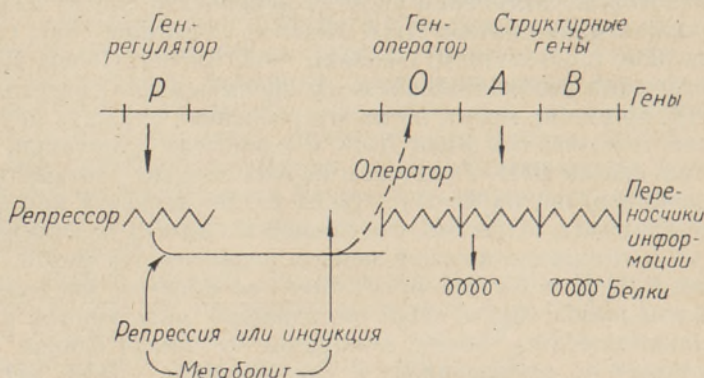 Ген-
регулятор
Ген-
оператор
Структурные
гены
р
О
А
В
Гены
Оператор
Репрессор
Пере-
носчики
инфор-
мации
Белки
Репрессия или индукция
Метаболит